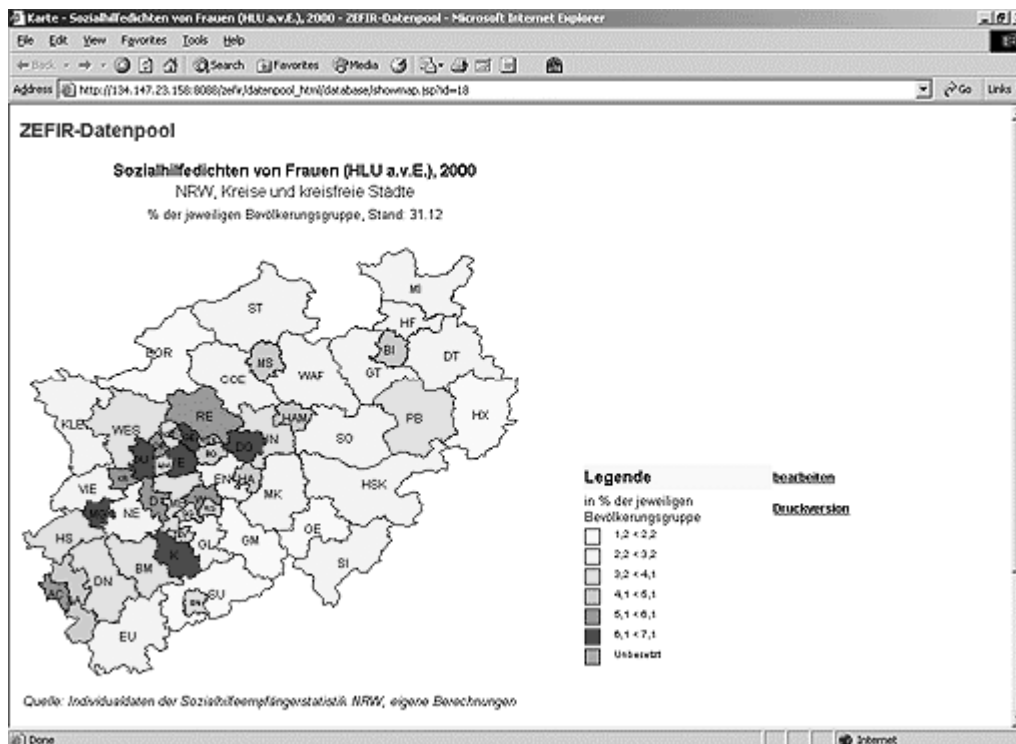 Karte - Sozialhilfedichten von Frauen (HLU a.v.E.), 2000 - ZEFIR-Datenpool - Microsoft Internet Explorer
File Edit View Favorites Tools Help
Back Search Favorites Media
Address http://134.147.23.158:8088/zefir/datenpool_html/database/showmap.jsp?id=18 Go Links
ZEFIR-Datenpool
Sozialhilfedichten von Frauen (HLU a.v.E.), 2000
NRW, Kreise und kreisfreie Städte
% der jeweiligen Bevölkerungsgruppe, Stand: 31.12
MI
ST
HF
BOR
MS
BI
DT
COE
WAF
GT
RE
HAM
PB
HX
KLE
WES
DO
SO
E
EN
HA
HSK
VIE
MK
NE
OE
HS
K
GL
GM
SI
DN
BM
AC
SU
EU
Legende
bearbeiten
in % der jeweiligen
Bevölkerungsgruppe
Druckversion
1,2 < 2,2
2,2 < 3,2
3,2 < 4,1
4,1 < 5,1
5,1 < 6,1
6,1 < 7,1
Unbesetzt
Quelle: Individualdaten der Sozialhilfeempfängerstatistik NRW, eigene Berechnungen
Done
Internet